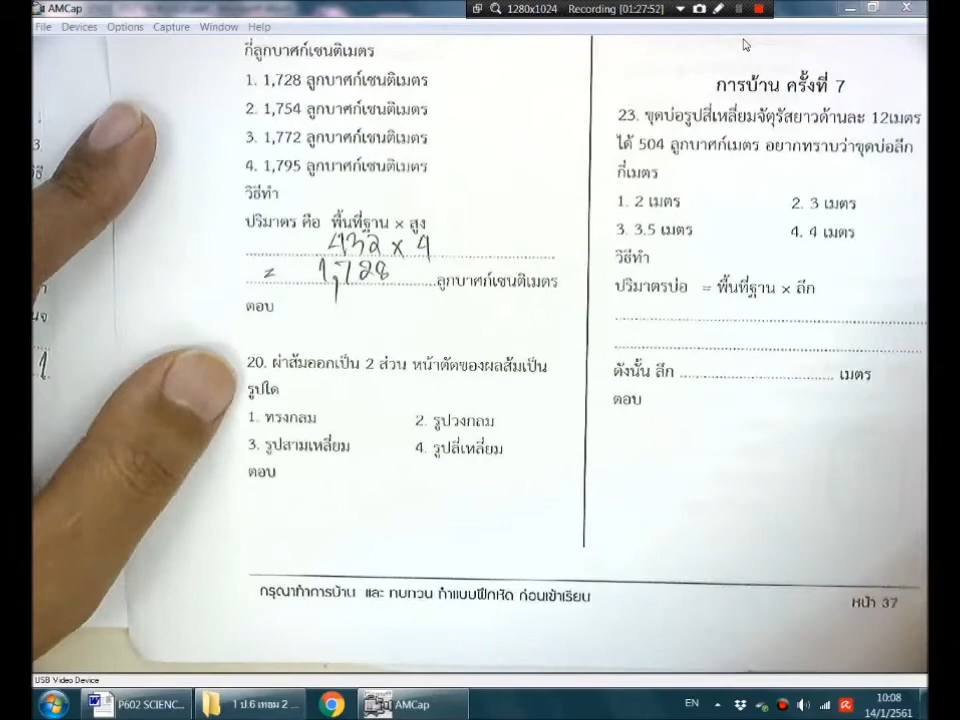 AMCap
1280x1024 Recording [01:27:52]
File Devices Options Capture Window Help
กี่ลูกบาศก์เซนติเมตร
1. 1,728 ลูกบาศก์เซนติเมตร
2. 1,754 ลูกบาศก์เซนติเมตร
3. 1,772 ลูกบาศก์เซนติเมตร
4. 1,795 ลูกบาศก์เซนติเมตร
วิธีทำ
ปริมาตร คือ พื้นที่ฐาน × สูง
432 × 4
= 1,728 ลูกบาศก์เซนติเมตร
ตอบ
20. ผ่าส้มออกเป็น 2 ส่วน หน้าตัดของผลส้มเป็น
รูปใด
1. ทรงกลม 2. รูปวงกลม
3. รูปสามเหลี่ยม 4. รูปสี่เหลี่ยม
ตอบ
การบ้าน ครั้งที่ 7
23. ขุดบ่อรูปสี่เหลี่ยมจัตุรัสยาวด้านละ 12เมตร
ได้ 504 ลูกบาศก์เมตร อยากทราบว่าขุดบ่อลึก
กี่เมตร
1. 2 เมตร 2. 3 เมตร
3. 3.5 เมตร 4. 4 เมตร
วิธีทำ
ปริมาตรบ่อ = พื้นที่ฐาน × ลึก
ดังนั้น ลึก เมตร
ตอบ
กรุณาทำการบ้าน และ ทบทวน ทำแบบฝึกหัด ก่อนเข้าเรียน
หน้า 37
USB Video Device
P602 SCIENC... 1 ป.6 เทอม 2 ... AMCap
EN
10:08
14/1/2561